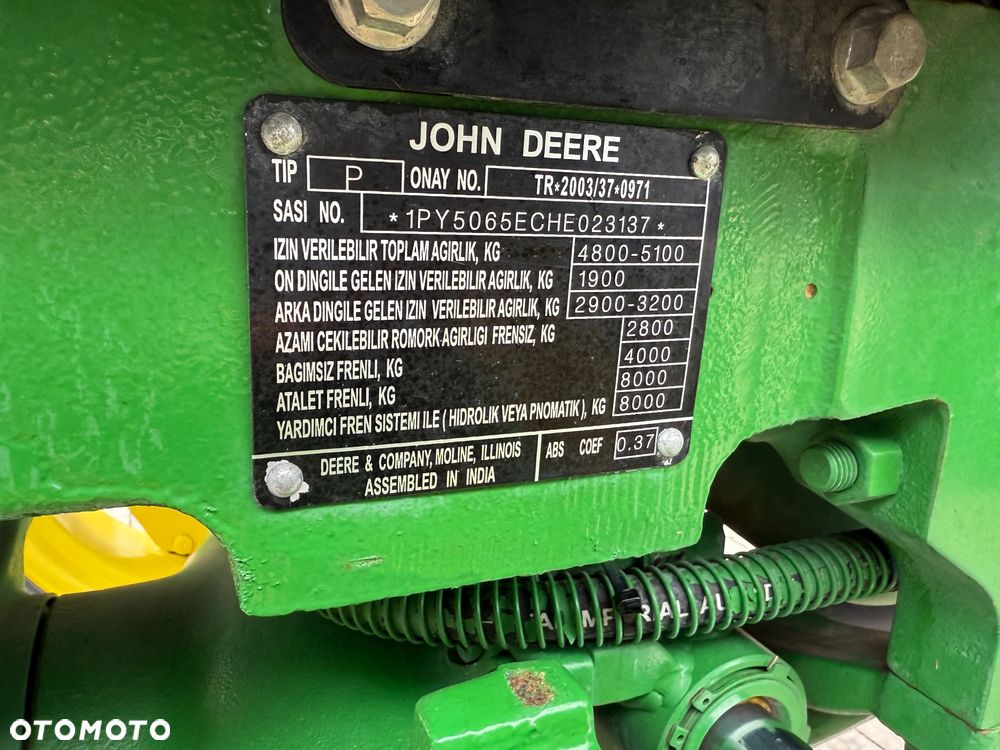 JOHN DEERE
TIP P ONAY NO. TR*2003/37*0971
SASI NO. *1PY5065ECHE023137*
IZIN VERILEBILIR TOPLAM AGIRLIK, KG 4800-5100
ON DINGILE GELEN IZIN VERILEBILIR AGIRLIK, KG 1900
ARKA DINGILE GELEN IZIN VERILEBILIR AGIRLIK, KG 2900-3200
AZAMI CEKILEBILIR ROMORK AGIRLIGI FRENSIZ, KG 2800
BAGIMSIZ FRENLI, KG 4000
ATALET FRENLI, KG 8000
YARDIMCI FREN SISTEMI ILE ( HIDROLIK VEYA PNOMATIK ), KG 8000
DEERE & COMPANY, MOLINE, ILLINOIS
ASSEMBLED IN INDIA
ABS COEF 0.37
OTOMOTO